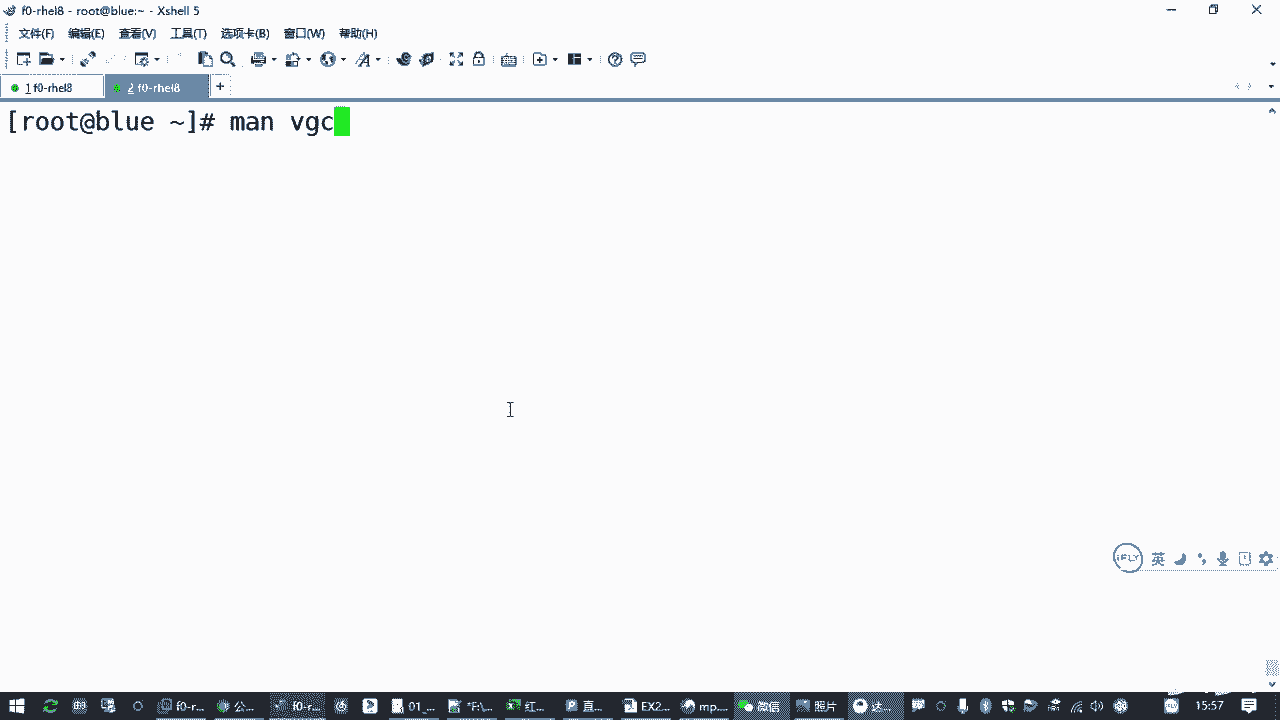 f0-rhel8 - root@blue:~ - Xshell 5
文件(F) 编辑(E) 查看(V) 工具(T) 选项卡(B) 窗口(W) 帮助(H)
1 f0-rhel8 2 f0-rhel8 +
[root@blue ~]# man vgc
iFLY 英
f0-r... 公... f0-r... 01_... "F:\... 红... 直... EX2... mp... 微信 照片 这... 15:57